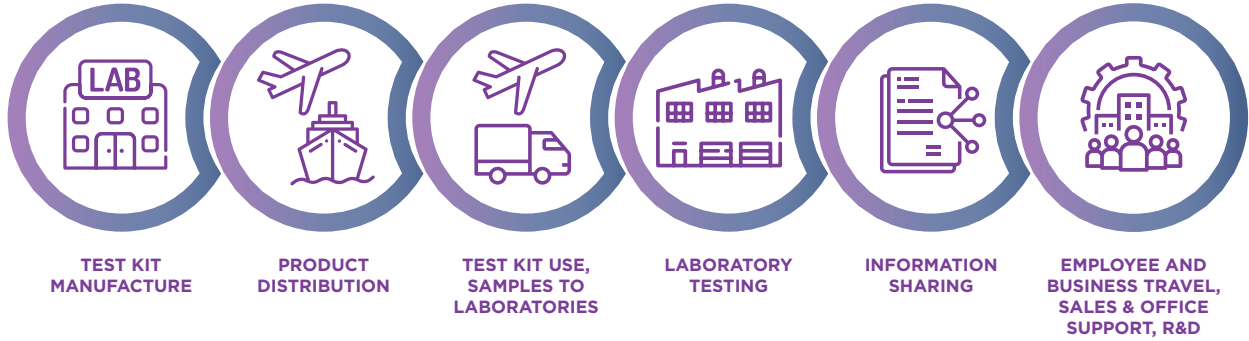 LAB
TEST KIT
MANUFACTURE
PRODUCT
DISTRIBUTION
TEST KIT USE,
SAMPLES TO
LABORATORIES
LABORATORY
TESTING
INFORMATION
SHARING
EMPLOYEE AND
BUSINESS TRAVEL,
SALES & OFFICE
SUPPORT, R&D